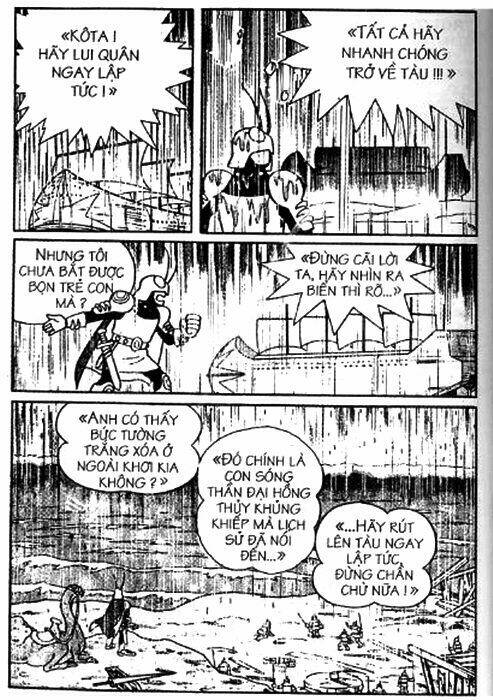 «KÔTA !
HÃY LUI QUÂN
NGAY LẬP
TỨC !»
«TẤT CẢ HÃY
NHANH CHÓNG
TRỞ VỀ TÀU !!! »
NHƯNG TÔI
CHƯA BẮT ĐƯỢC
BỌN TRẺ CON
MÀ ?
«ĐỪNG CÃI LỜI
TA, HÃY NHÌN RA
BIỂN THÌ RÕ...»
«ANH CÓ THẤY
BỨC TƯỜNG
TRẮNG XÓA Ở
NGOÀI KHƠI KIA
KHÔNG ? »
«ĐÓ CHÍNH LÀ
CON SÓNG
THẦN ĐẠI HỒNG
THỦY KHỦNG
KHIẾP MÀ LỊCH
SỬ ĐÃ NÓI
ĐẾN...»
«...HÃY RÚT
LÊN TÀU NGAY
LẬP TỨC,
ĐỪNG CHẦN
CHỪ NỮA ! »